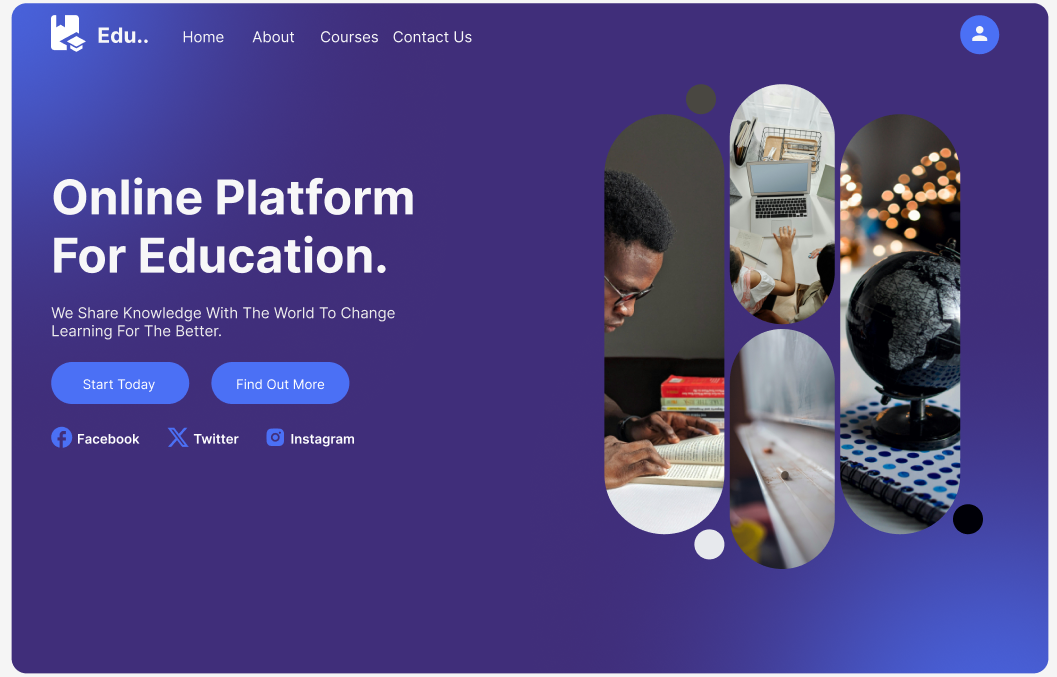 Edu..
Home About Courses Contact Us
Online Platform
For Education.
We Share Knowledge With The World To Change
Learning For The Better.
Start Today Find Out More
Facebook Twitter Instagram